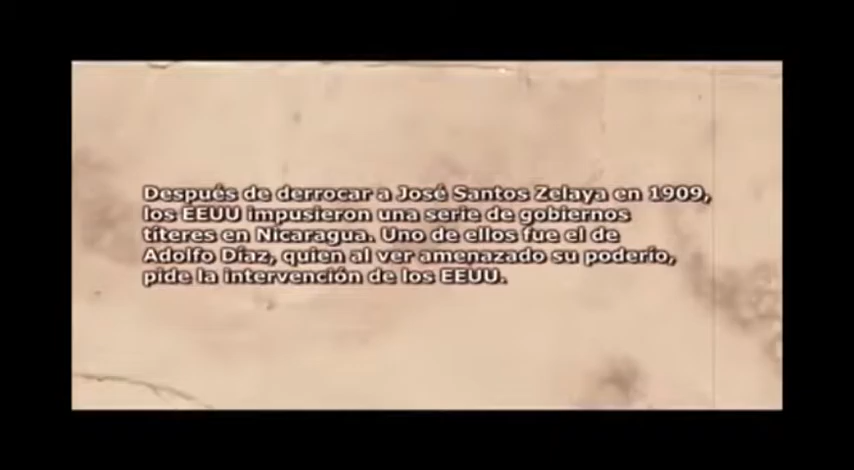 Después de derrocar a José Santos Zelaya en 1909,
los EEUU impusieron una serie de gobiernos
títeres en Nicaragua. Uno de ellos fue el de
Adolfo Díaz, quien al ver amenazado su poderío,
pide la intervención de los EEUU.